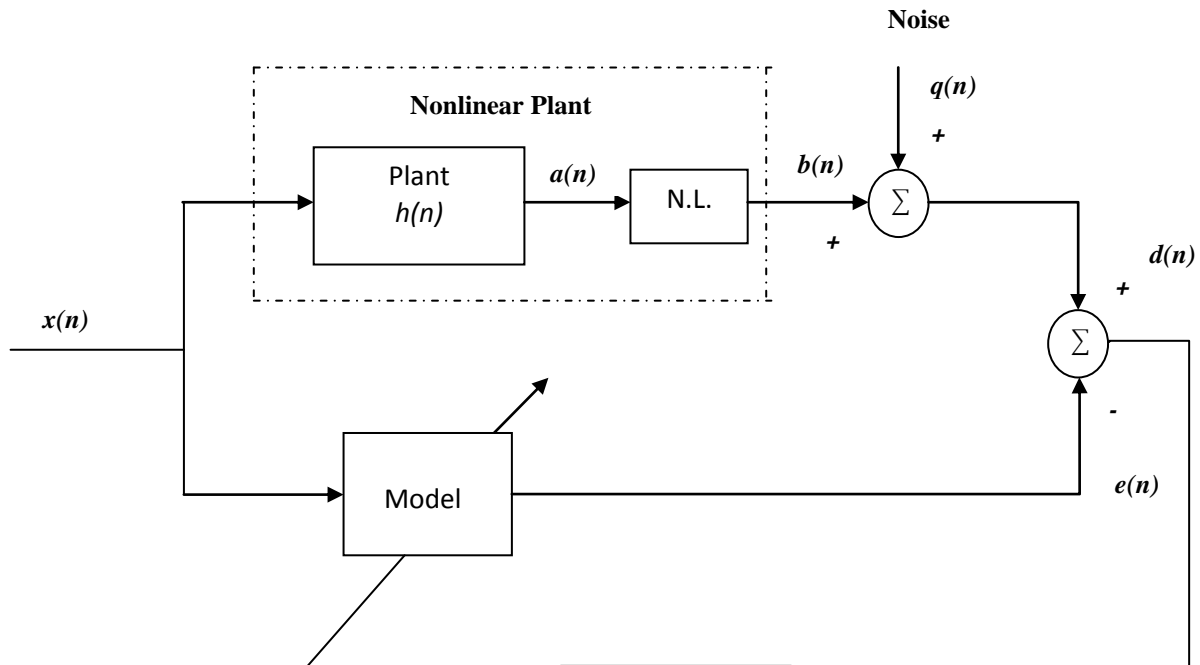 Noise
q(n)
+
Nonlinear Plant
Plant
h(n)
a(n)
N.L.
b(n)
+
Σ
d(n)
+
x(n)
Σ
-
Model
e(n)